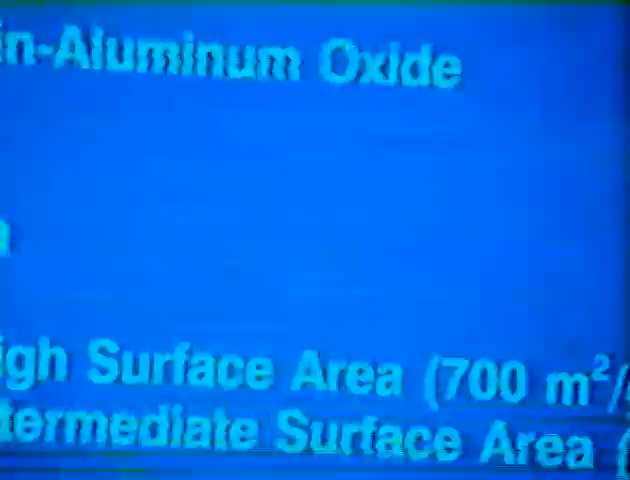 in-Aluminum Oxide
igh Surface Area (700 m²/
termediate Surface Area (